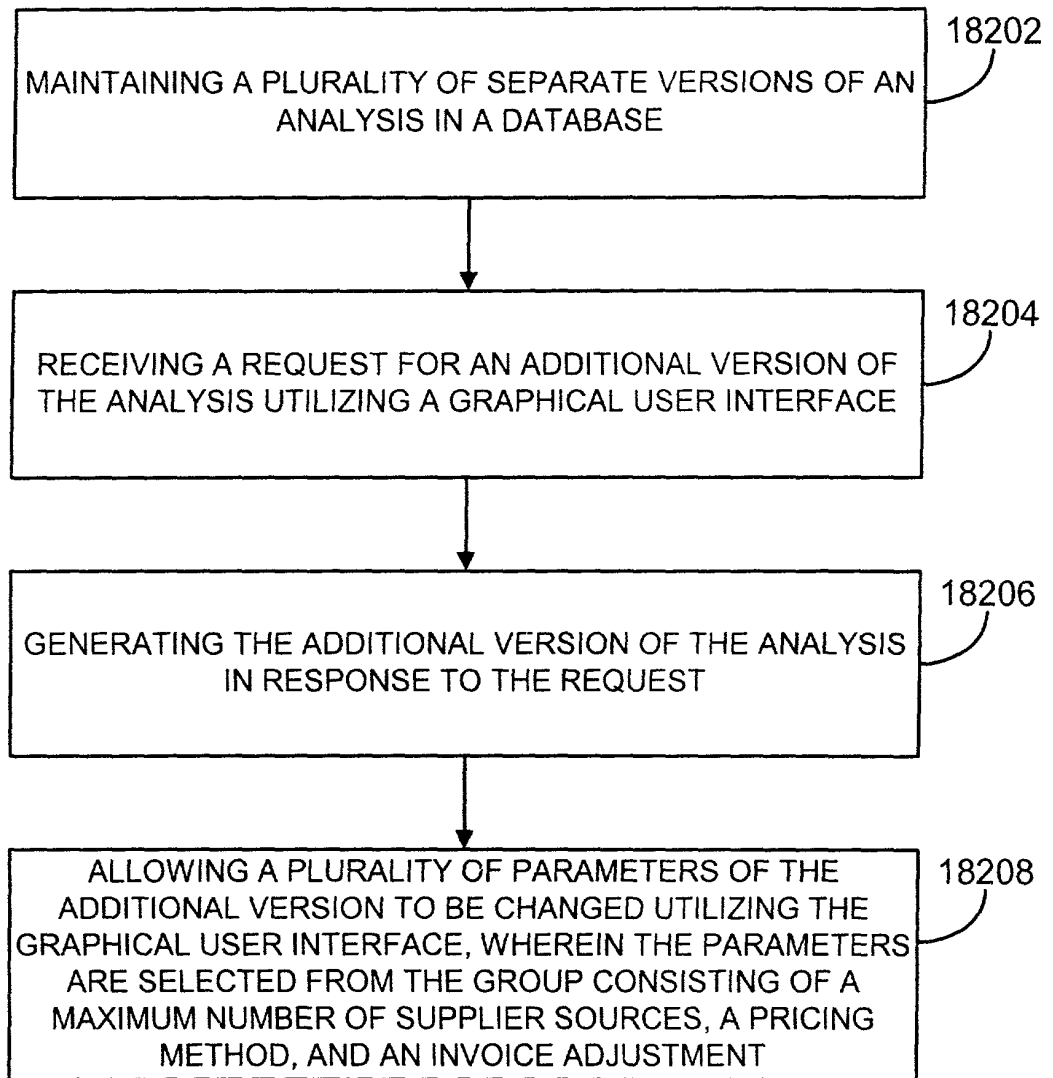 18202
MAINTAINING A PLURALITY OF SEPARATE VERSIONS OF AN
ANALYSIS IN A DATABASE
18204
RECEIVING A REQUEST FOR AN ADDITIONAL VERSION OF
THE ANALYSIS UTILIZING A GRAPHICAL USER INTERFACE
18206
GENERATING THE ADDITIONAL VERSION OF THE ANALYSIS
IN RESPONSE TO THE REQUEST
18208
ALLOWING A PLURALITY OF PARAMETERS OF THE
ADDITIONAL VERSION TO BE CHANGED UTILIZING THE
GRAPHICAL USER INTERFACE, WHEREIN THE PARAMETERS
ARE SELECTED FROM THE GROUP CONSISTING OF A
MAXIMUM NUMBER OF SUPPLIER SOURCES, A PRICING
METHOD, AND AN INVOICE ADJUSTMENT